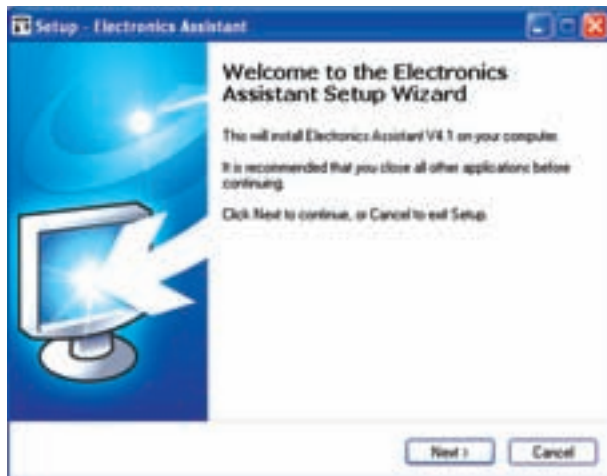 Setup - Electronics Assistant
Welcome to the Electronics
Assistant Setup Wizard
This will install Electronics Assistant V4.1 on your computer.
It is recommended that you close all other applications before
continuing.
Click Next to continue, or Cancel to exit Setup.
Next >
Cancel